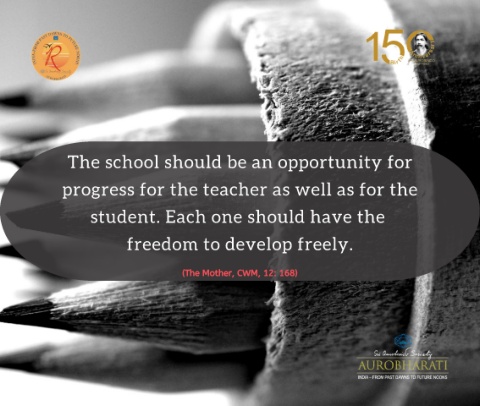 150
The school should be an opportunity for
progress for the teacher as well as for the
student. Each one should have the
freedom to develop freely.
(The Mother, CWM, 12: 168)
Sri Aurobindo Society
AUROBHARATI
INDIA—FROM PAST DAWNS TO FUTURE NOONS